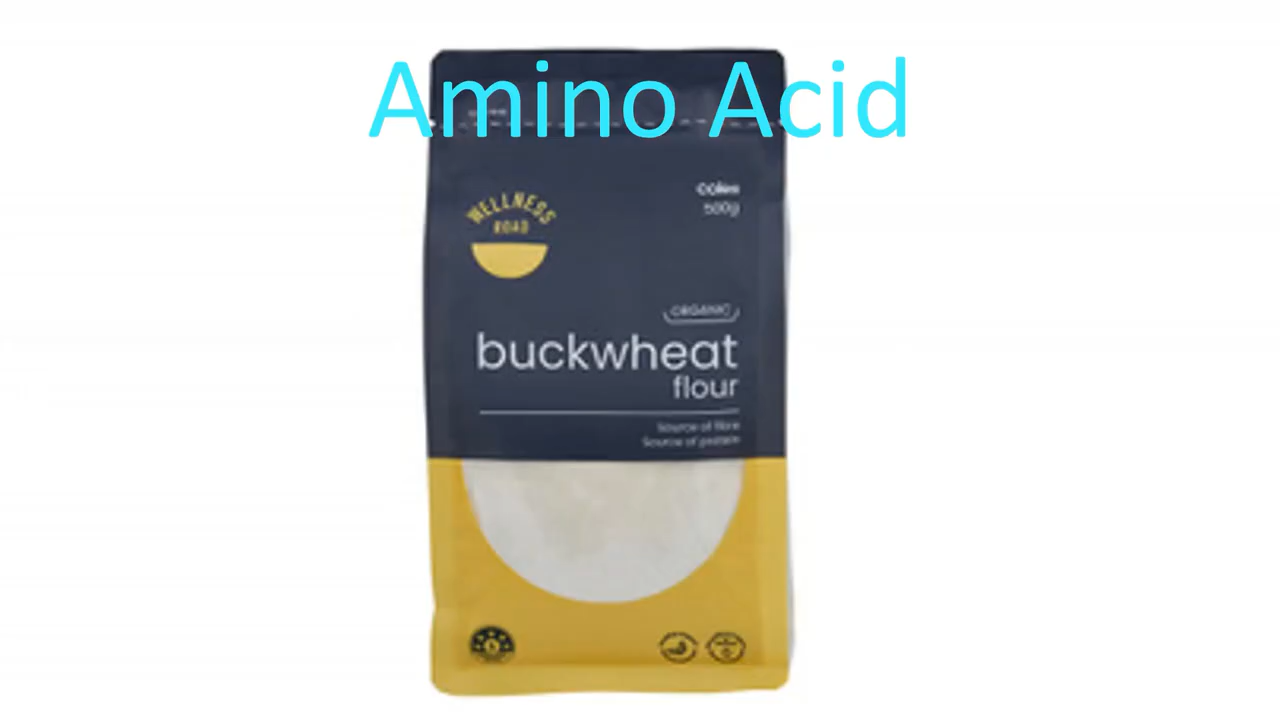 Amino Acid
WELLNESS
ROAD
coles
500g
ORGANIC
buckwheat
flour
Source of fibre
Source of protein